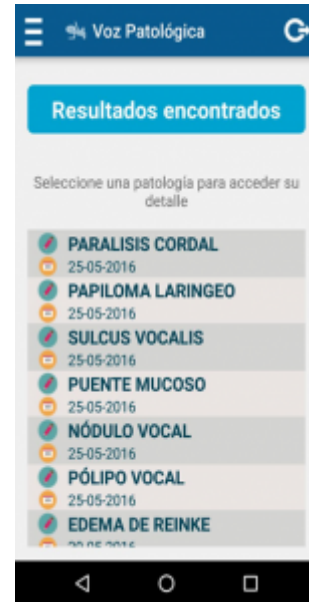 Voz Patológica
Resultados encontrados
Seleccione una patología para acceder su
detalle
PARALISIS CORDAL
25-05-2016
PAPILOMA LARINGEO
25-05-2016
SULCUS VOCALIS
25-05-2016
PUENTE MUCOSO
25-05-2016
NÓDULO VOCAL
25-05-2016
PÓLIPO VOCAL
25-05-2016
EDEMA DE REINKE